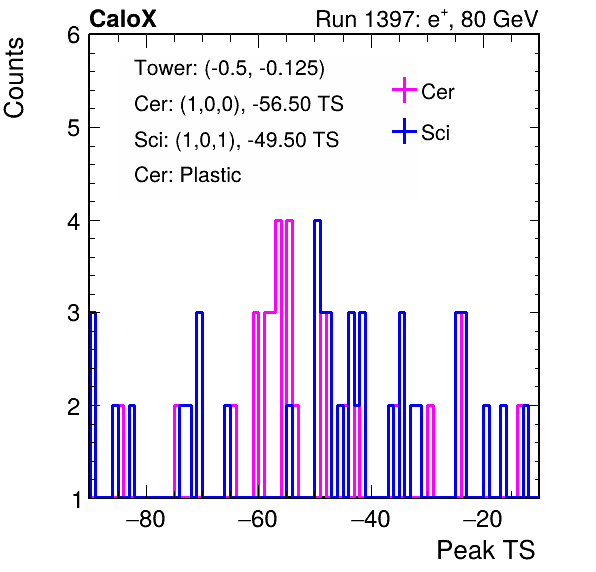 CaloX Run 1397: e+, 80 GeV
Counts
Tower: (-0.5, -0.125)
Cer: (1,0,0), -56.50 TS
Sci: (1,0,1), -49.50 TS
Cer: Plastic
Cer
Sci
6
5
4
3
2
1
−80 −60 −40 −20
Peak TS